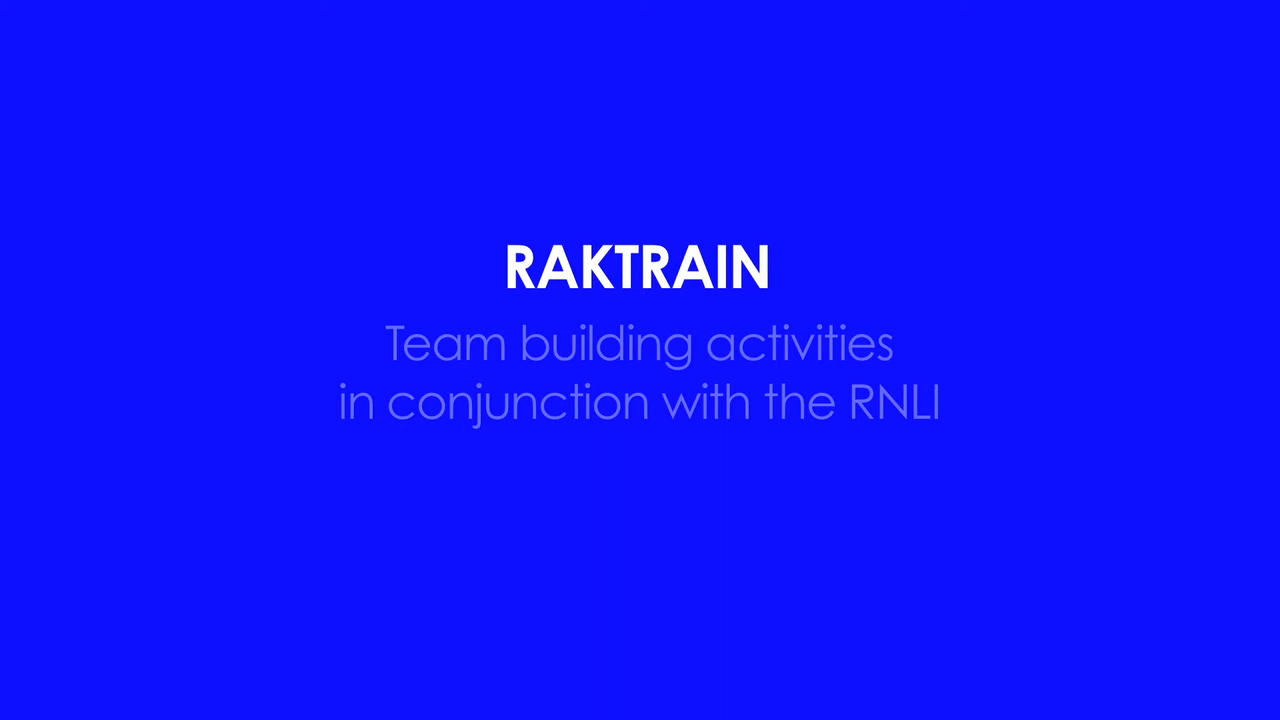 RAKTRAIN
Team building activities
in conjunction with the RNLI